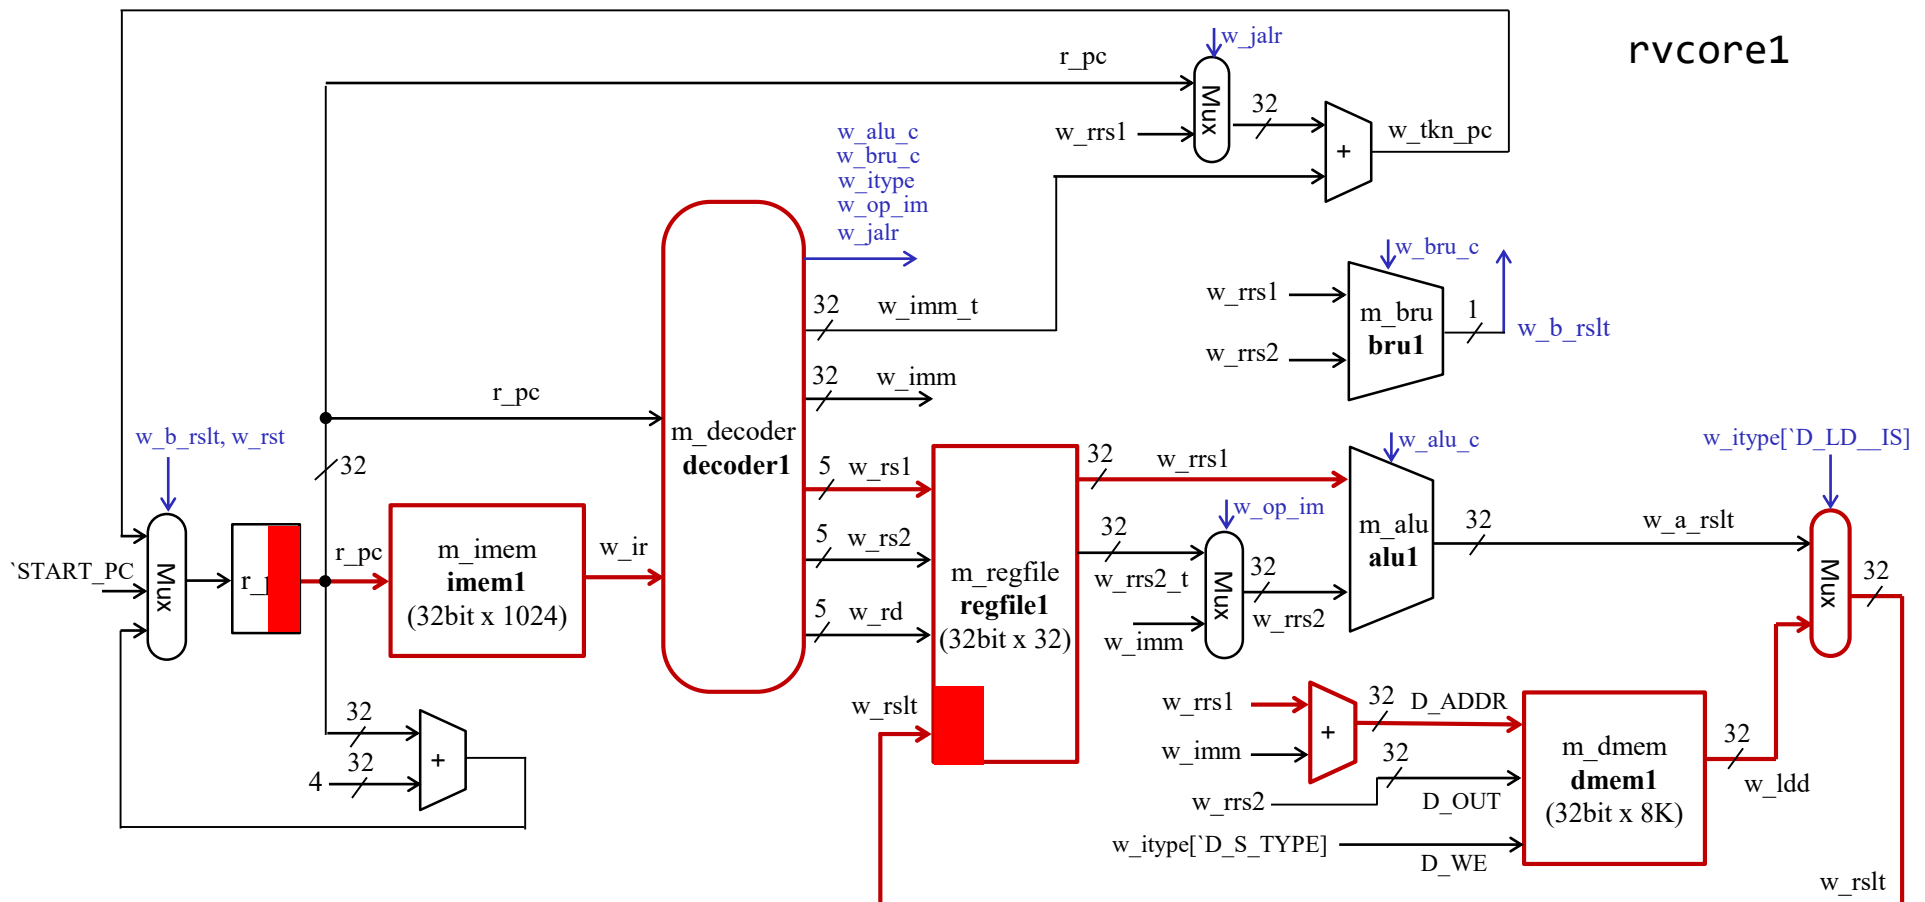 rvcore1
w_jalr
r_pc
Mux
32
w_rrs1
+
w_tkn_pc
w_alu_c
w_bru_c
w_itype
w_op_im
w_jalr
w_bru_c
w_rrs1
m_bru
bru1
1
w_b_rslt
w_rrs2
32
w_imm_t
32
w_imm
r_pc
m_decoder
decoder1
w_b_rslt, w_rst
32
`START_PC
Mux
r_pc
m_imem
imem1
(32bit x 1024)
w_ir
5
w_rs1
5
w_rs2
5
w_rd
w_rslt
m_regfile
regfile1
(32bit x 32)
32
w_rrs1
32
w_rrs2_t
w_op_im
Mux
32
w_rrs2
w_imm
w_alu_c
m_alu
alu1
32
w_a_rslt
w_itype[`D_LD__IS]
Mux
32
32
4
32
+
w_rrs1
w_imm
+
32
D_ADDR
32
w_rrs2
D_OUT
w_itype[`D_S_TYPE]
D_WE
m_dmem
dmem1
(32bit x 8K)
32
w_ldd
w_rslt